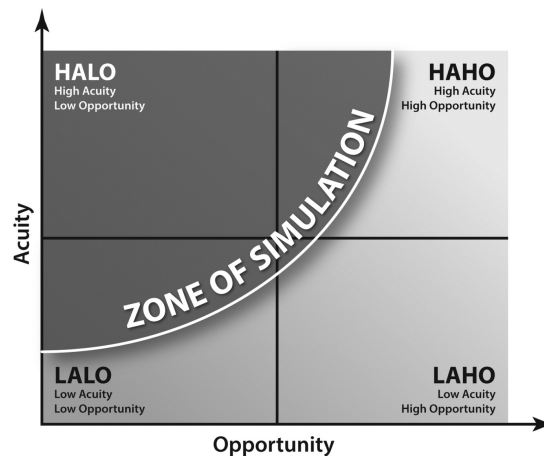 HALO
High Acuity
Low Opportunity
HAHO
High Acuity
High Opportunity
ZONE OF SIMULATION
Acuity
LALO
Low Acuity
Low Opportunity
LAHO
Low Acuity
High Opportunity
Opportunity